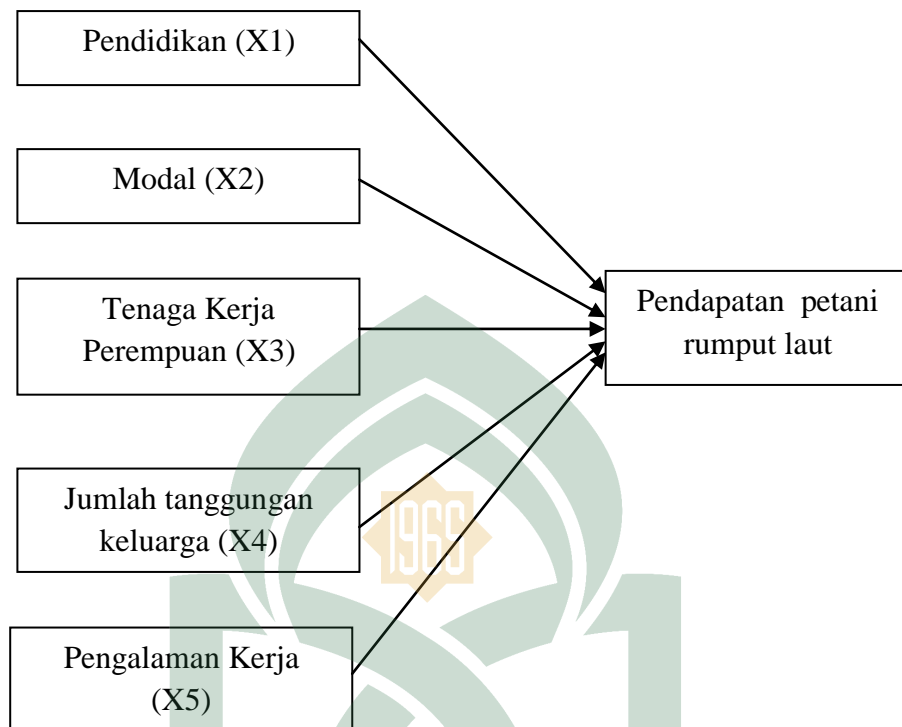 Pendidikan (X1)
Modal (X2)
Tenaga Kerja
Perempuan (X3)
Jumlah tanggungan
keluarga (X4)
Pengalaman Kerja
(X5)
Pendapatan petani
rumput laut
1965